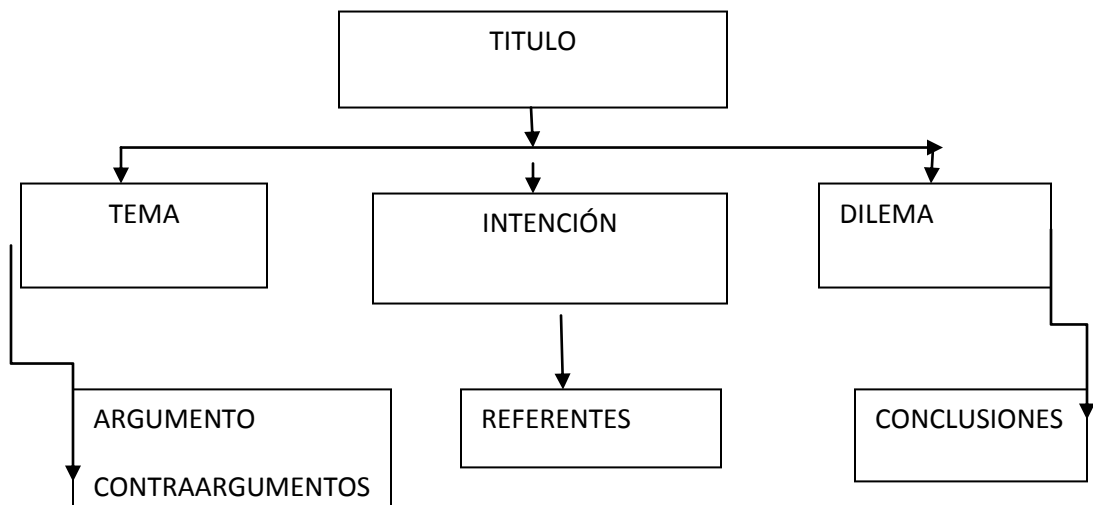 TITULO
TEMA
INTENCIÓN
DILEMA
ARGUMENTO
CONTRAARGUMENTOS
REFERENTES
CONCLUSIONES